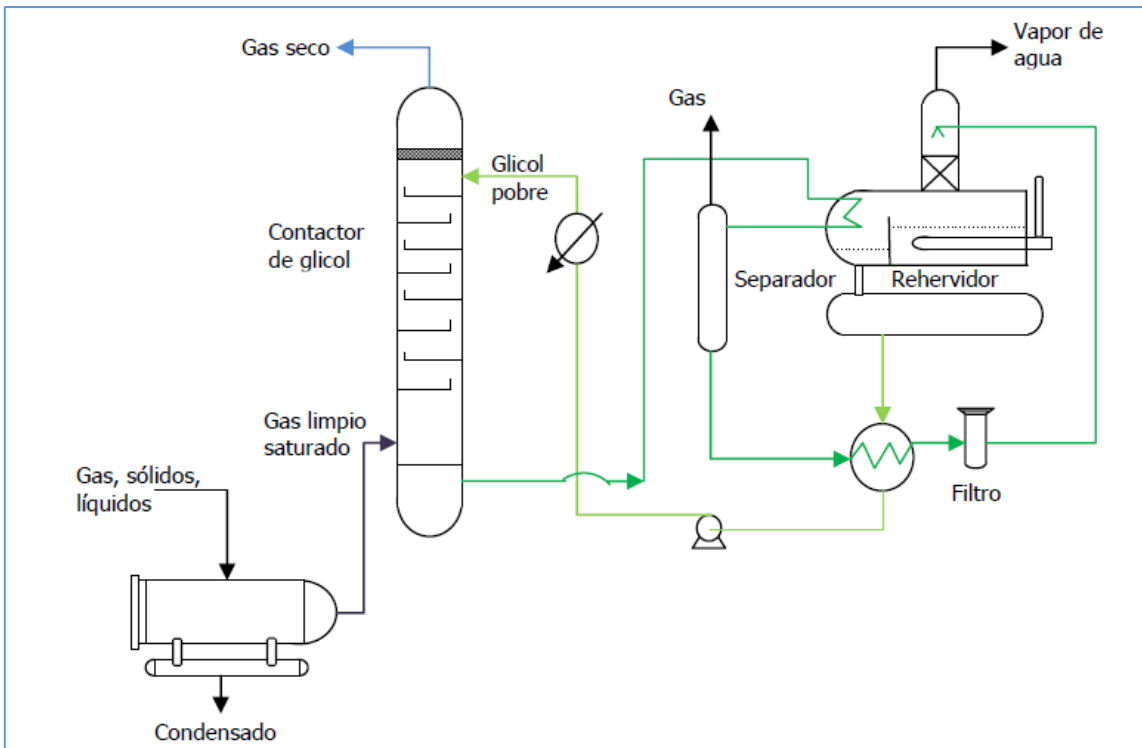 Gas seco
Vapor de
agua
Gas
Glicol
pobre
Contactor
de glicol
Separador
Rehervidor
Gas limpio
saturado
Gas, sólidos,
líquidos
Filtro
Condensado